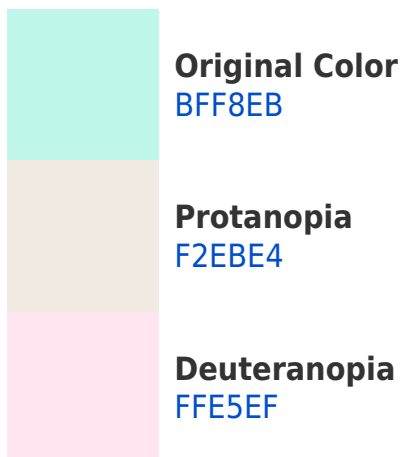 Original Color
BFF8EB
Protanopia
F2EBE4
Deuteranopia
FFE5EF